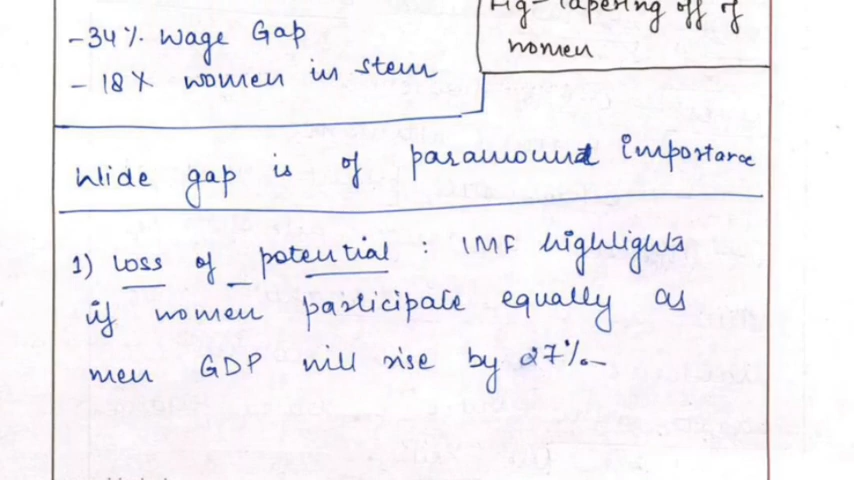 Fig - tapering off of
women
- 34% Wage Gap
- 18% women in stem
Wide gap is of paramount importance
1) Loss of potential : IMF highlights
if women participate equally as
men GDP will rise by 27%.